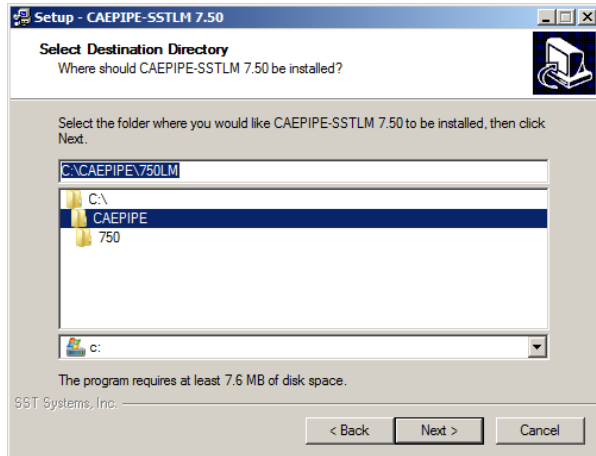 Setup - CAEPIPE-SSTLM 7.50
Select Destination Directory
Where should CAEPIPE-SSTLM 7.50 be installed?
Select the folder where you would like CAEPIPE-SSTLM 7.50 to be installed, then click
Next.
C:\CAEPIPE\750LM
C:\
CAEPIPE
750
c:
The program requires at least 7.6 MB of disk space.
SST Systems, Inc.
< Back Next > Cancel